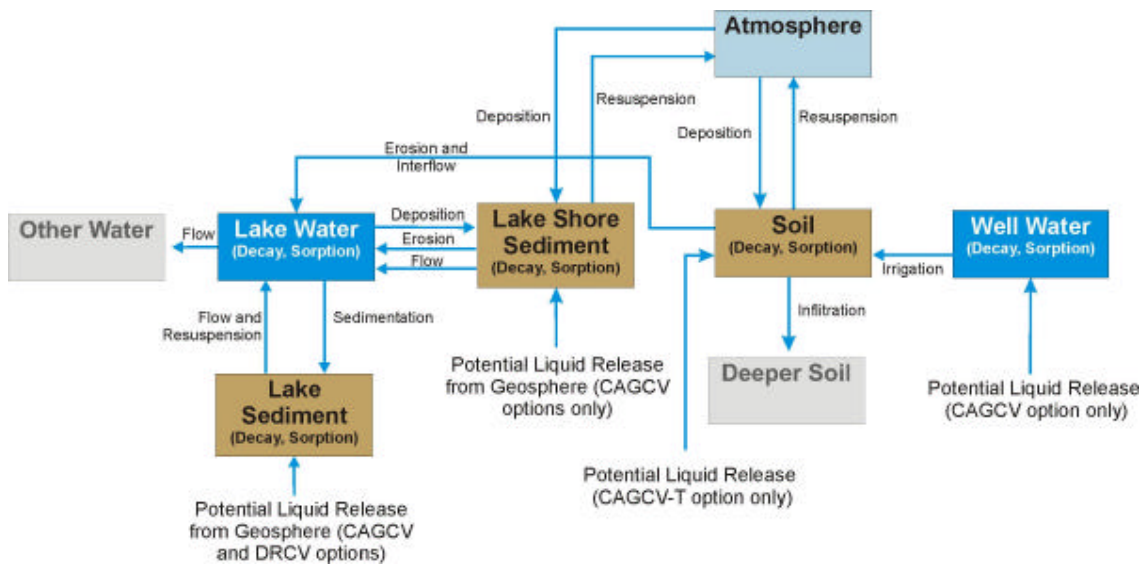 Atmosphere
Deposition
Resuspension
Deposition
Resuspension
Erosion and
Interflow
Other Water
Flow
Lake Water
(Decay, Sorption)
Deposition
Erosion
Flow
Lake Shore
Sediment
(Decay, Sorption)
Soil
(Decay, Sorption)
Irrigation
Well Water
(Decay, Sorption)
Flow and
Resuspension
Sedimentation
Inflitration
Lake
Sediment
(Decay, Sorption)
Potential Liquid Release
from Geosphere (CAGCV
options only)
Deeper Soil
Potential Liquid Release
(CAGCV option only)
Potential Liquid Release
(CAGCV-T option only)
Potential Liquid Release
from Geosphere (CAGCV
and DRCV options)